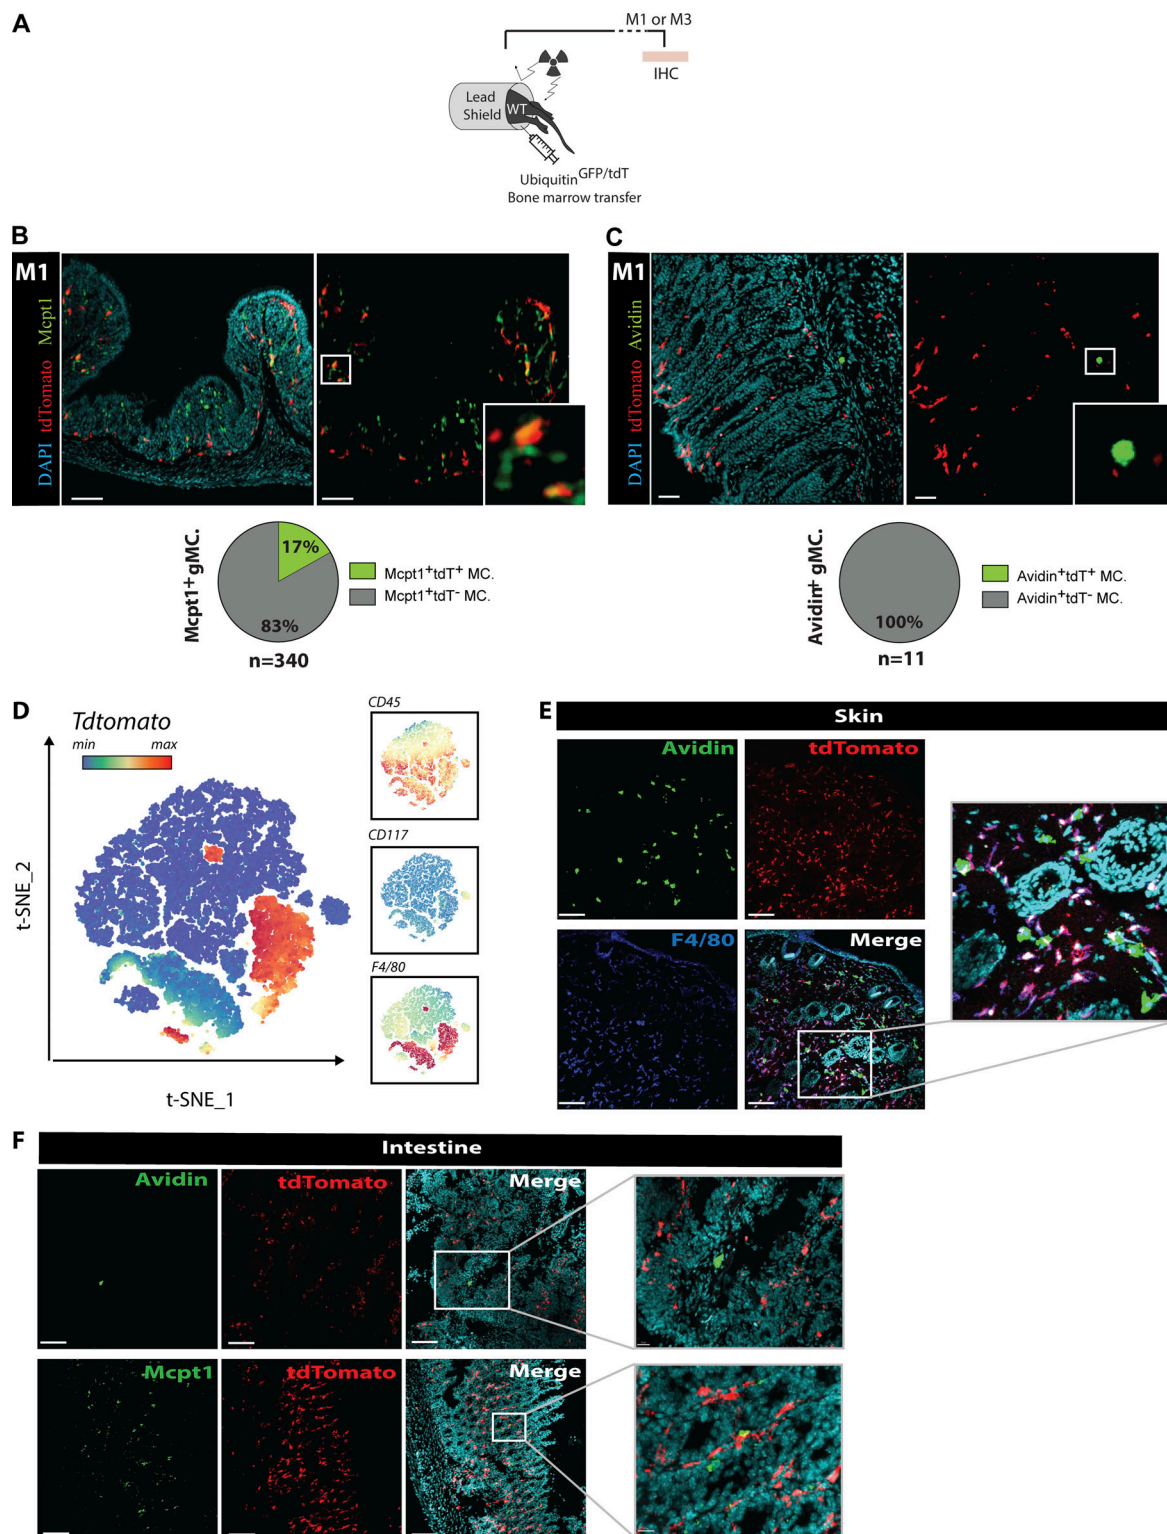 A
M1 or M3
IHC
Lead
Shield
WT
Ubiquitin GFP/tdT
Bone marrow transfer
B
M1
DAPI tdTomato Mcpt1
Mcpt1+ gMC.
17%
83%
n=340
Mcpt1+tdT+ MC.
Mcpt1+tdT- MC.
C
M1
DAPI tdTomato Avidin
Avidin+ gMC.
100%
n=11
Avidin+tdT+ MC.
Avidin+tdT- MC.
D
Tdtomato
min max
t-SNE_2
t-SNE_1
CD45
CD117
F4/80
E
Skin
Avidin
tdTomato
F4/80
Merge
F
Intestine
Avidin
tdTomato
Merge
Mcpt1
tdTomato
Merge